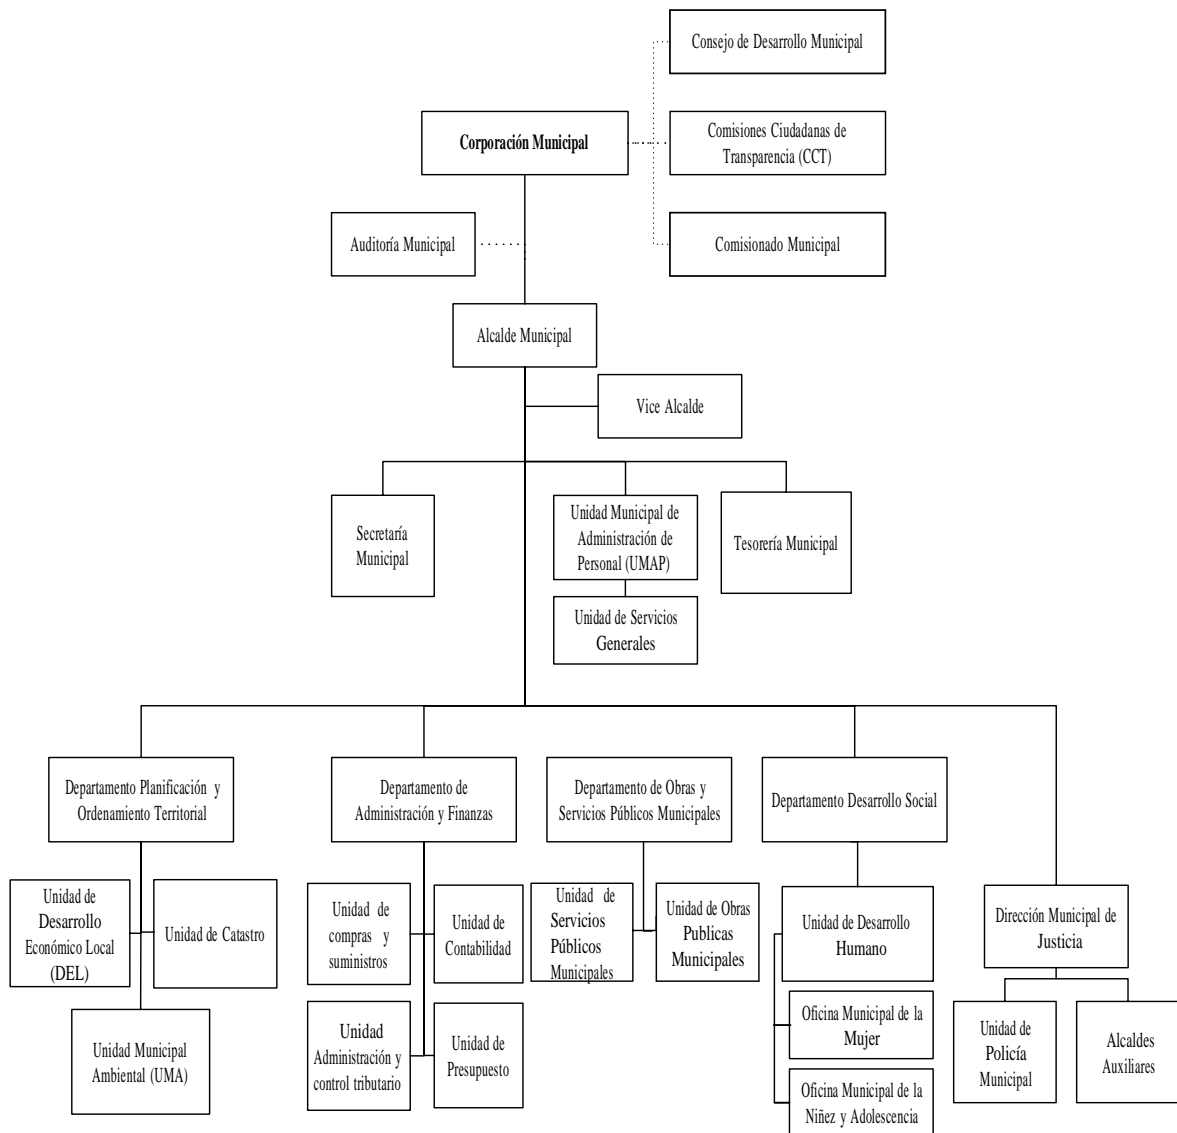 Consejo de Desarrollo Municipal
Corporación Municipal
Comisiones Ciudadanas de
Transparencia (CCT)
Auditoría Municipal
Comisionado Municipal
Alcalde Municipal
Vice Alcalde
Secretaría
Municipal
Unidad Municipal de
Administración de
Personal (UMAP)
Tesorería Municipal
Unidad de Servicios
Generales
Departamento Planificación y
Ordenamiento Territorial
Departamento de
Administración y Finanzas
Departamento de Obras y
Servicios Públicos Municipales
Departamento Desarrollo Social
Unidad de
Desarrollo
Económico Local
(DEL)
Unidad de Catastro
Unidad de
compras y
suministros
Unidad de
Contabilidad
Unidad de
Servicios
Públicos
Municipales
Unidad de Obras
Publicas
Municipales
Unidad de Desarrollo
Humano
Dirección Municipal de
Justicia
Unidad Municipal
Ambiental (UMA)
Unidad
Administración y
control tributario
Unidad de
Presupuesto
Oficina Municipal de la
Mujer
Oficina Municipal de la
Niñez y Adolescencia
Unidad de
Policía
Municipal
Alcaldes
Auxiliares